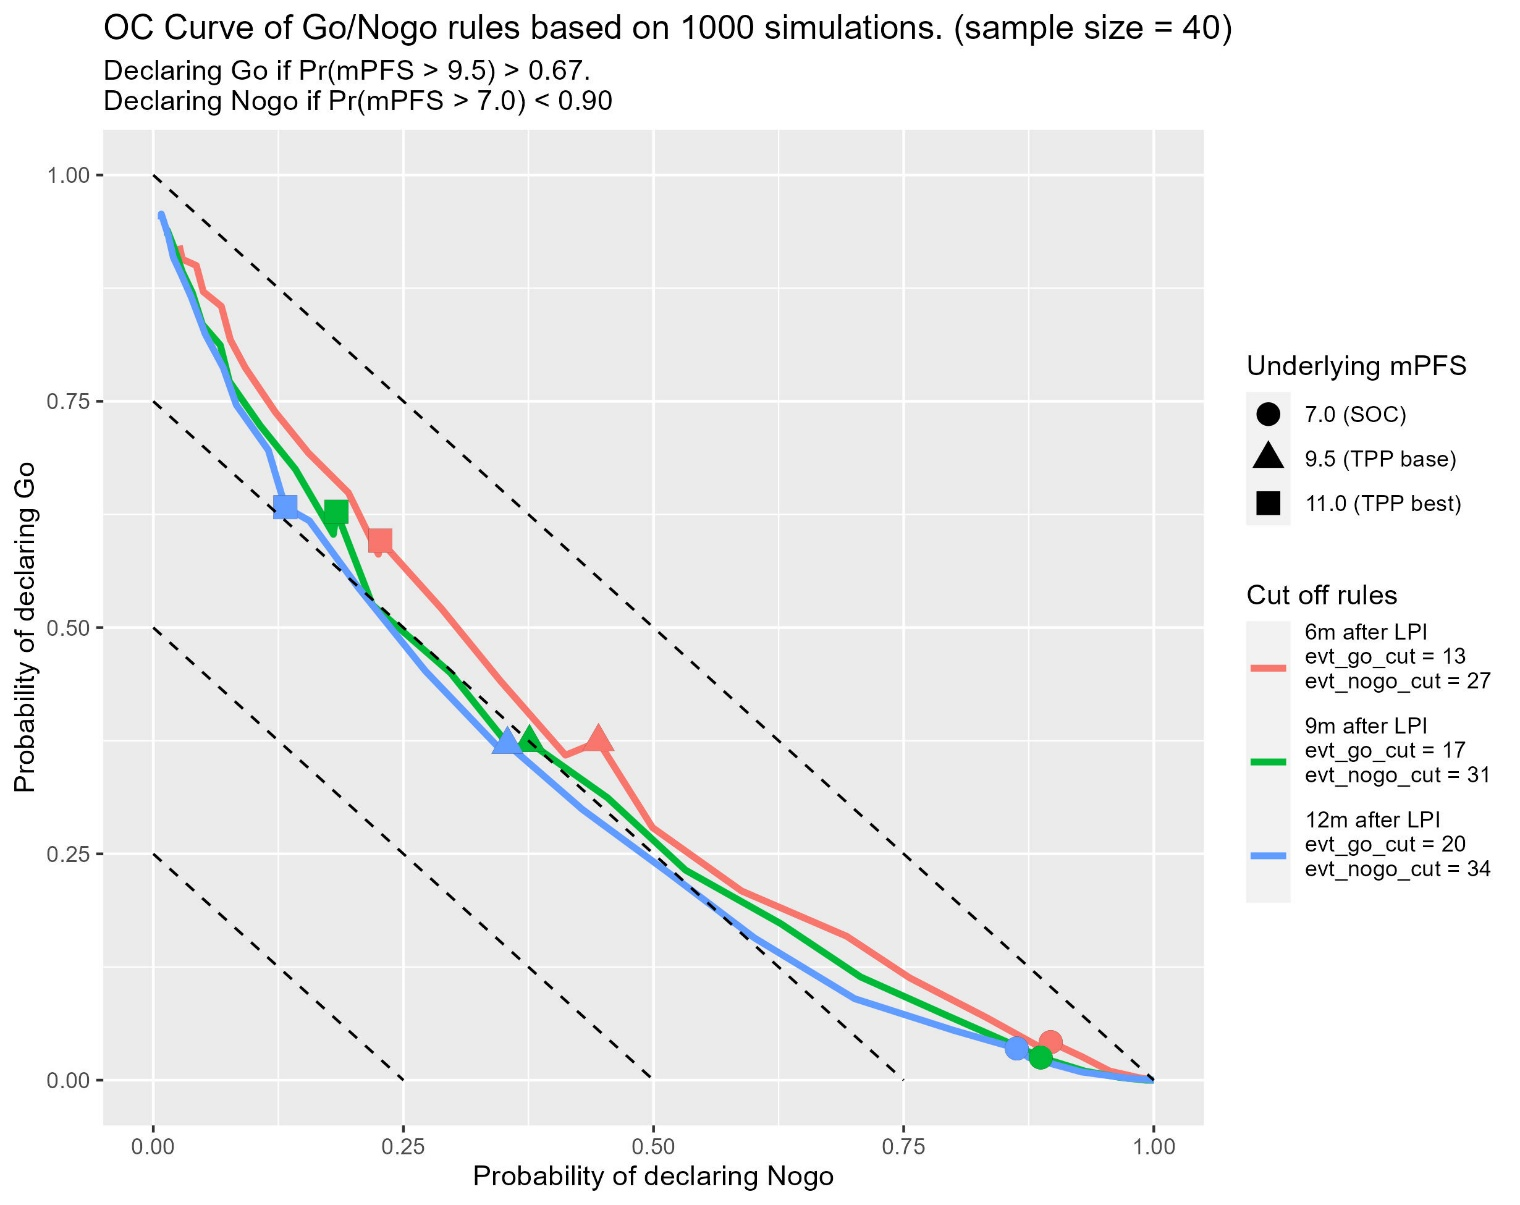 OC Curve of Go/Nogo rules based on 1000 simulations. (sample size = 40)
Declaring Go if Pr(mPFS > 9.5) > 0.67.
Declaring Nogo if Pr(mPFS > 7.0) < 0.90
Probability of declaring Go
1.00
0.75
0.50
0.25
0.00
0.00
0.25
0.50
0.75
1.00
Probability of declaring Nogo
Underlying mPFS
7.0 (SOC)
9.5 (TPP base)
11.0 (TPP best)
Cut off rules
6m after LPI
evt_go_cut = 13
evt_nogo_cut = 27
9m after LPI
evt_go_cut = 17
evt_nogo_cut = 31
12m after LPI
evt_go_cut = 20
evt_nogo_cut = 34